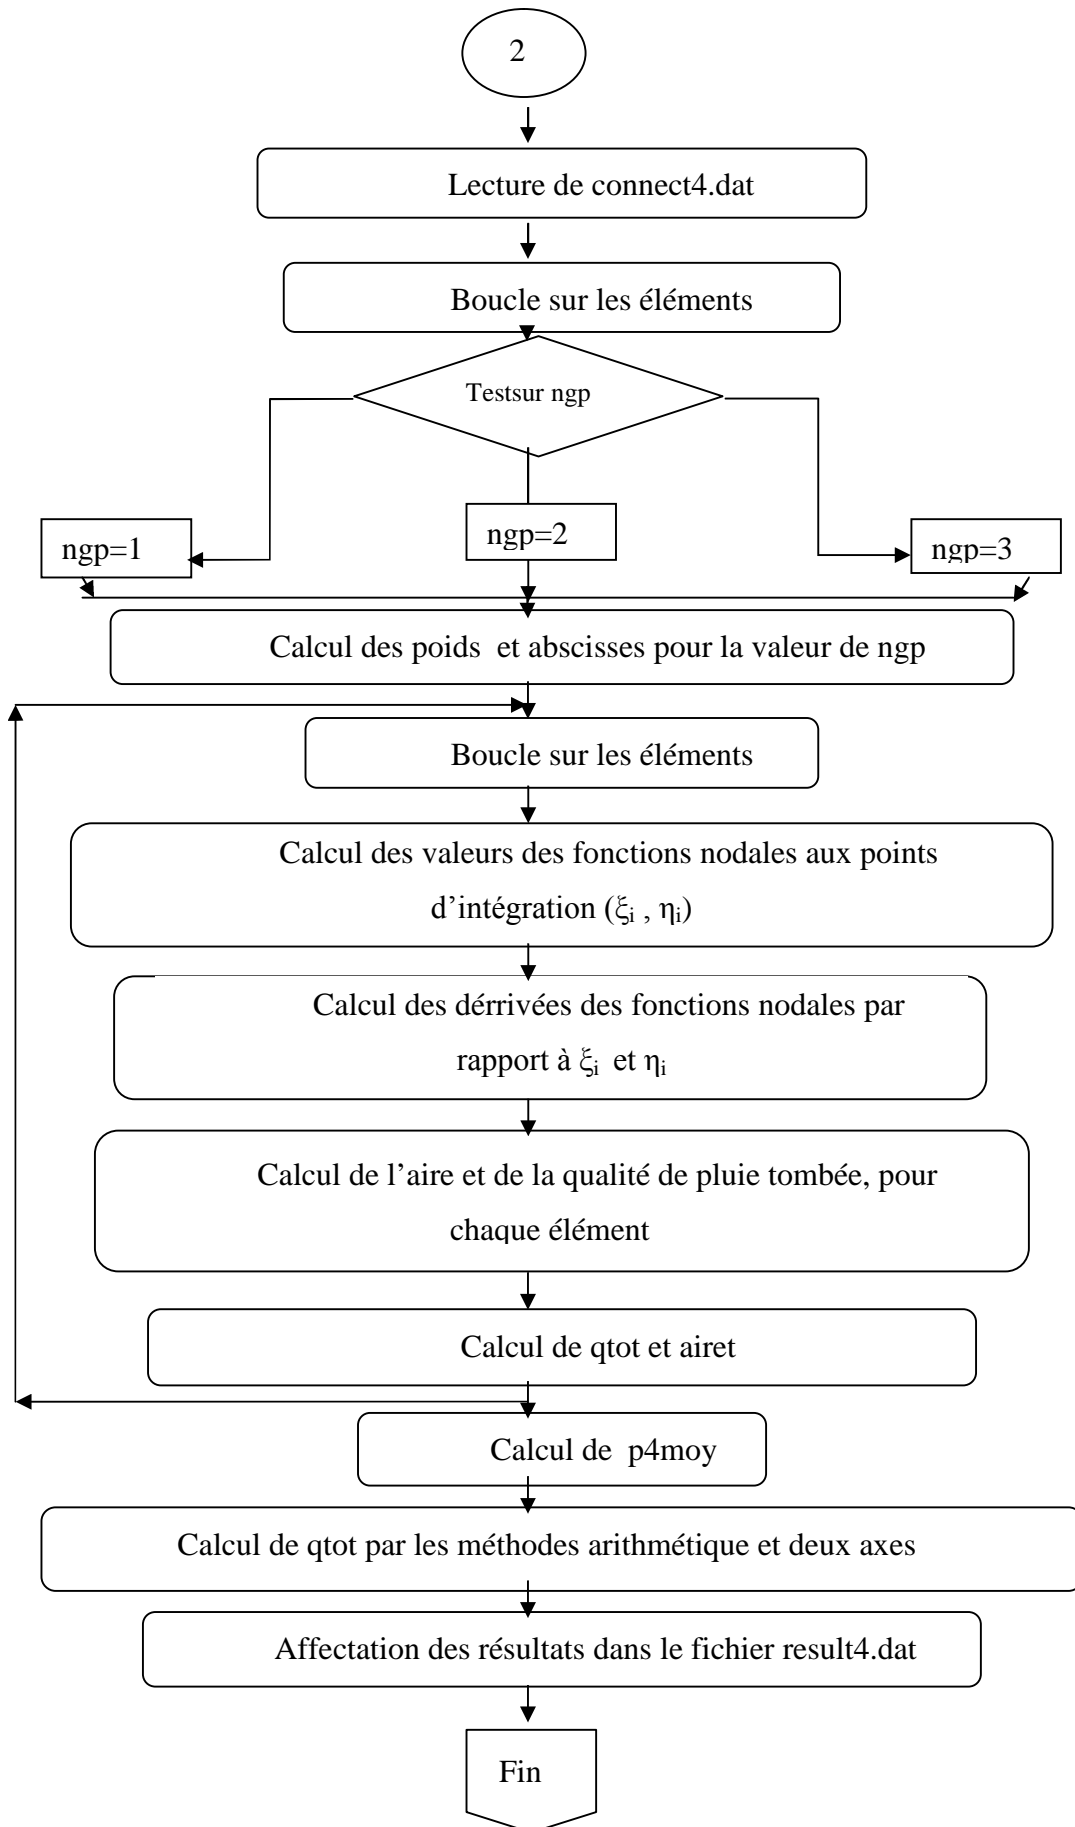 2
Lecture de connect4.dat
Boucle sur les éléments
Testsur ngp
ngp=1
ngp=2
ngp=3
Calcul des poids et abscisses pour la valeur de ngp
Boucle sur les éléments
Calcul des valeurs des fonctions nodales aux points
d’intégration (ξi , ηi)
Calcul des dérrivées des fonctions nodales par
rapport à ξi et ηi
Calcul de l’aire et de la qualité de pluie tombée, pour
chaque élément
Calcul de qtot et airet
Calcul de p4moy
Calcul de qtot par les méthodes arithmétique et deux axes
Affectation des résultats dans le fichier result4.dat
Fin